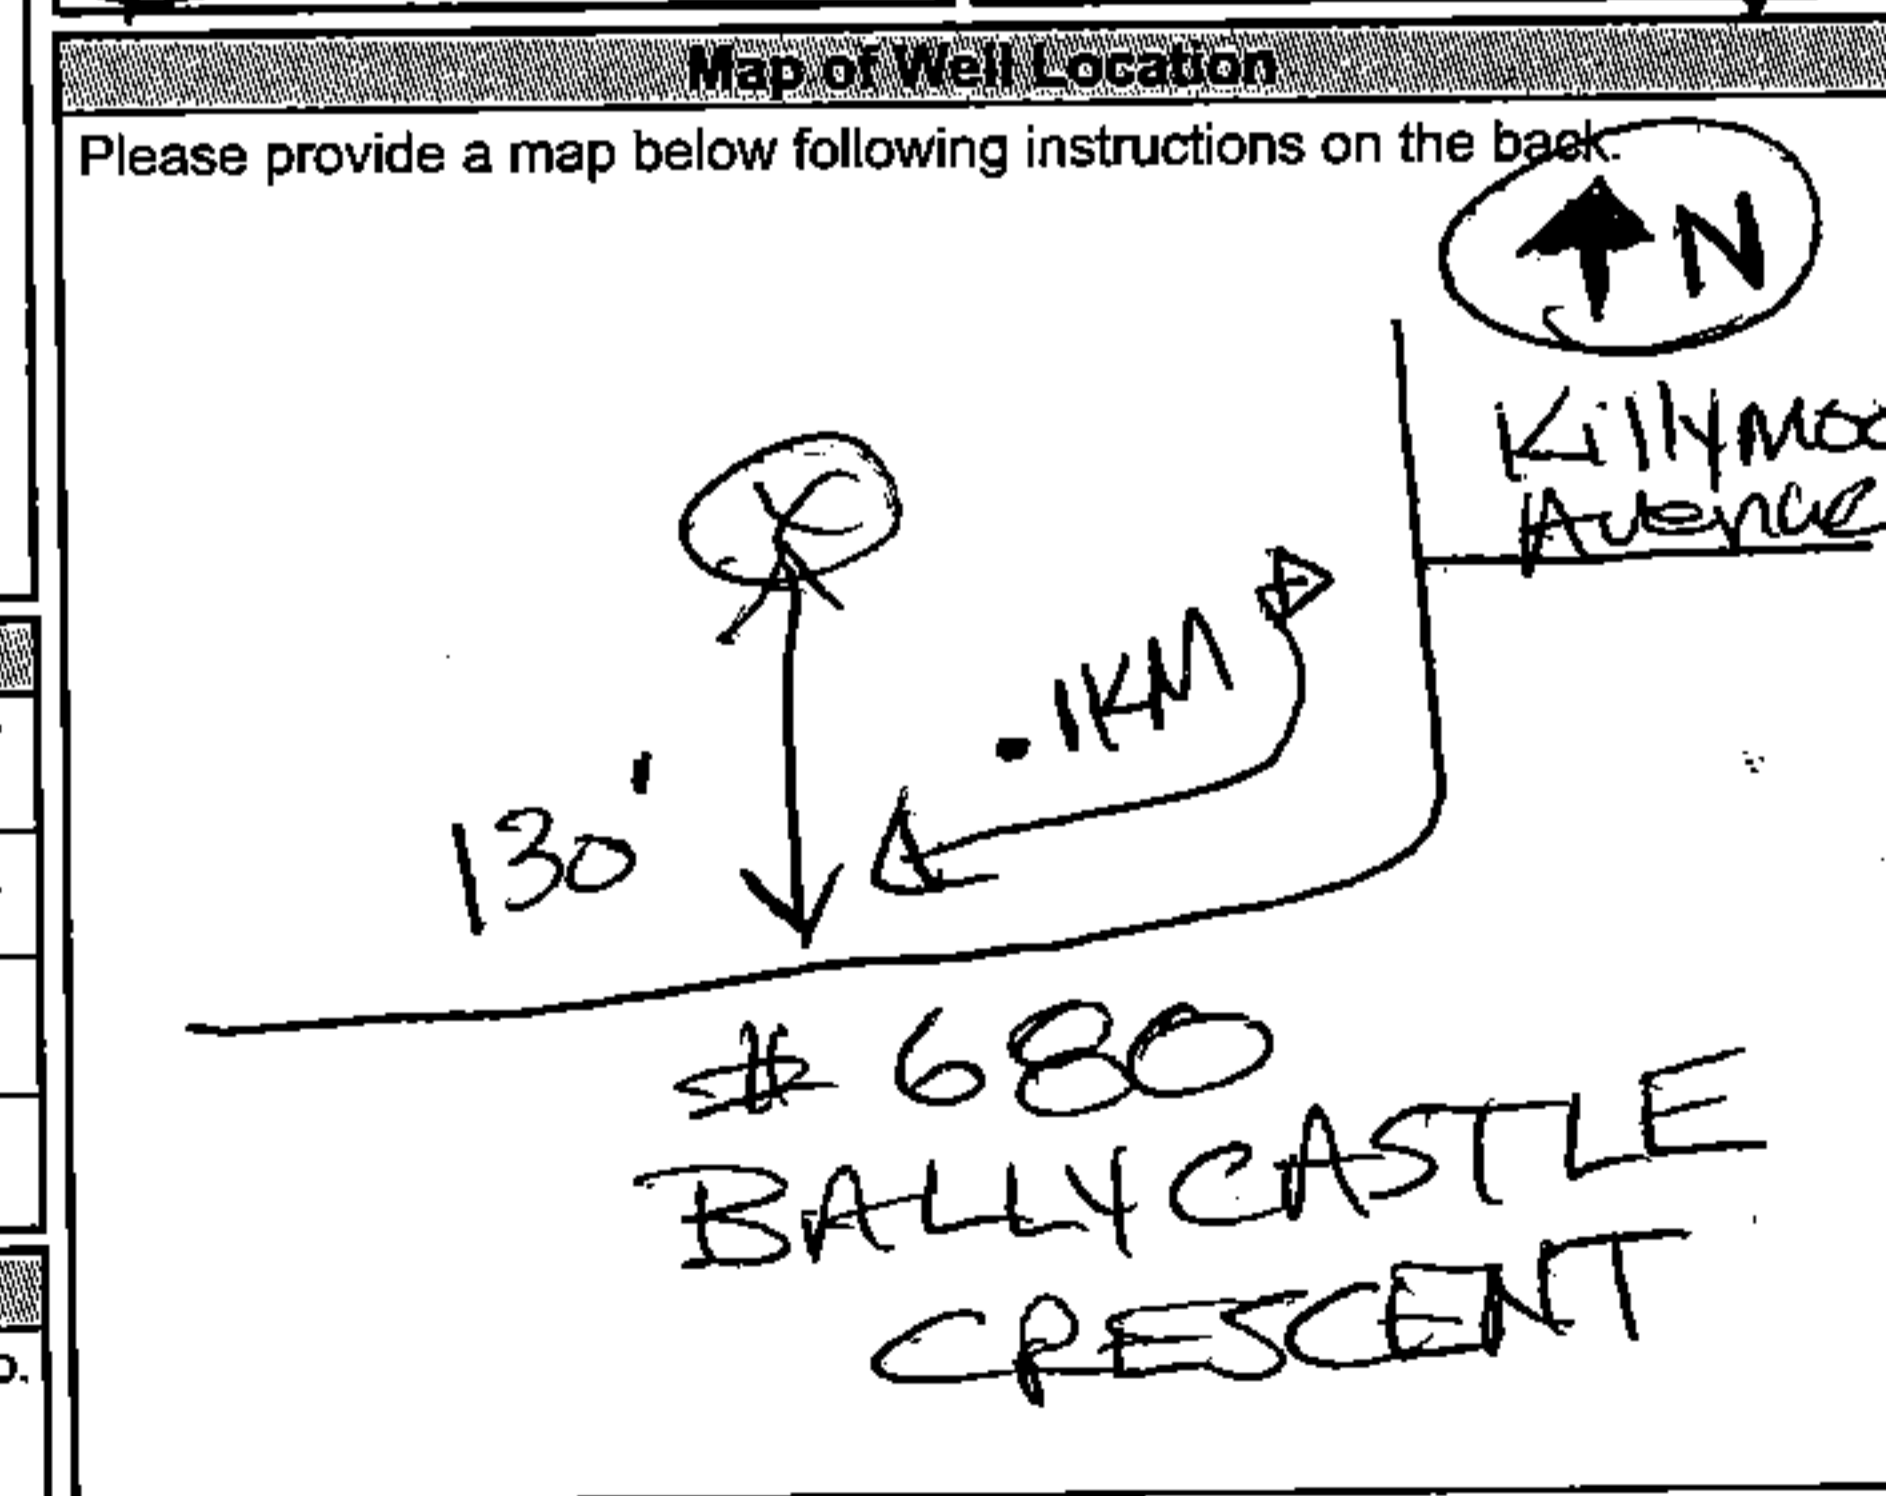 Map of Well Location
Please provide a map below following instructions on the back.
N
Killymoo
Avenue
.1KM
130'
# 680
BALLYCASTLE
CRESCENT